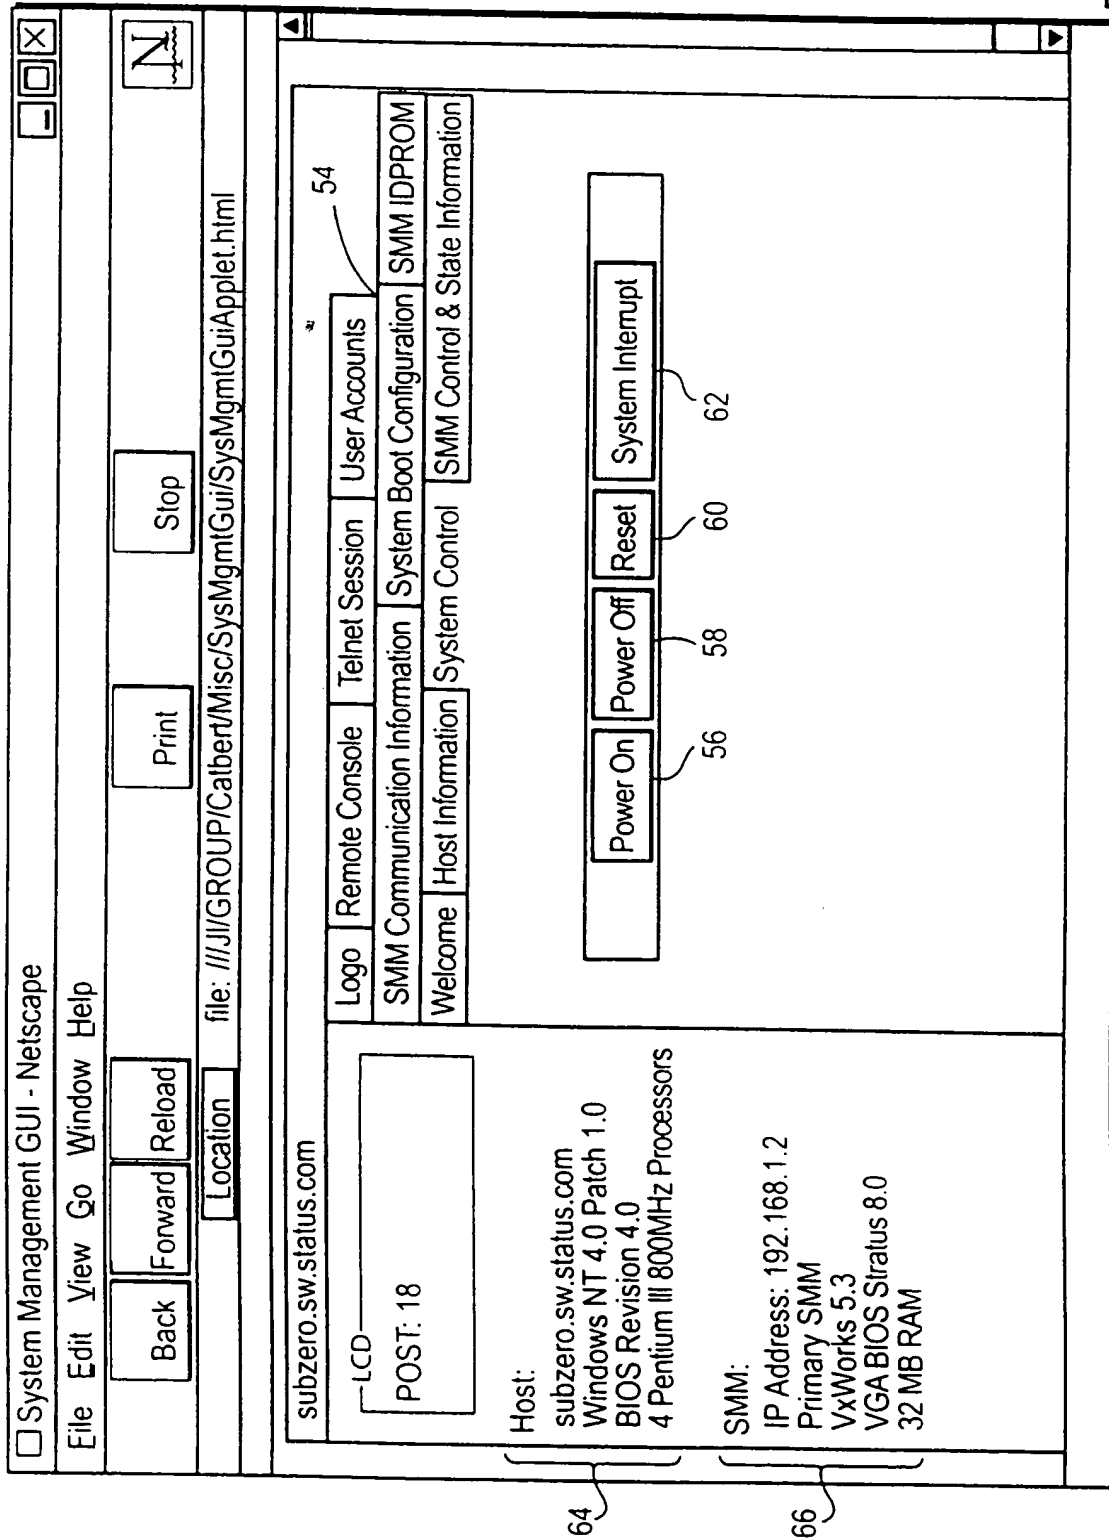 System Management GUI - Netscape
File Edit View Go Window Help
Back Forward Reload Print Stop
N
Location file: ///JI/GROUP/Catbert/Misc/SysMgmtGui/SysMgmtGuiApplet.html
subzero.sw.status.com
LCD
POST: 18
Host:
subzero.sw.status.com
Windows NT 4.0 Patch 1.0
BIOS Revision 4.0
4 Pentium III 800MHz Processors
64
SMM:
IP Address: 192.168.1.2
Primary SMM
VxWorks 5.3
VGA BIOS Stratus 8.0
32 MB RAM
66
54
Logo Remote Console Telnet Session User Accounts
SMM Communication Information System Boot Configuration SMM IDPROM
Welcome Host Information System Control SMM Control & State Information
Power On Power Off Reset System Interrupt
56 58 60 62